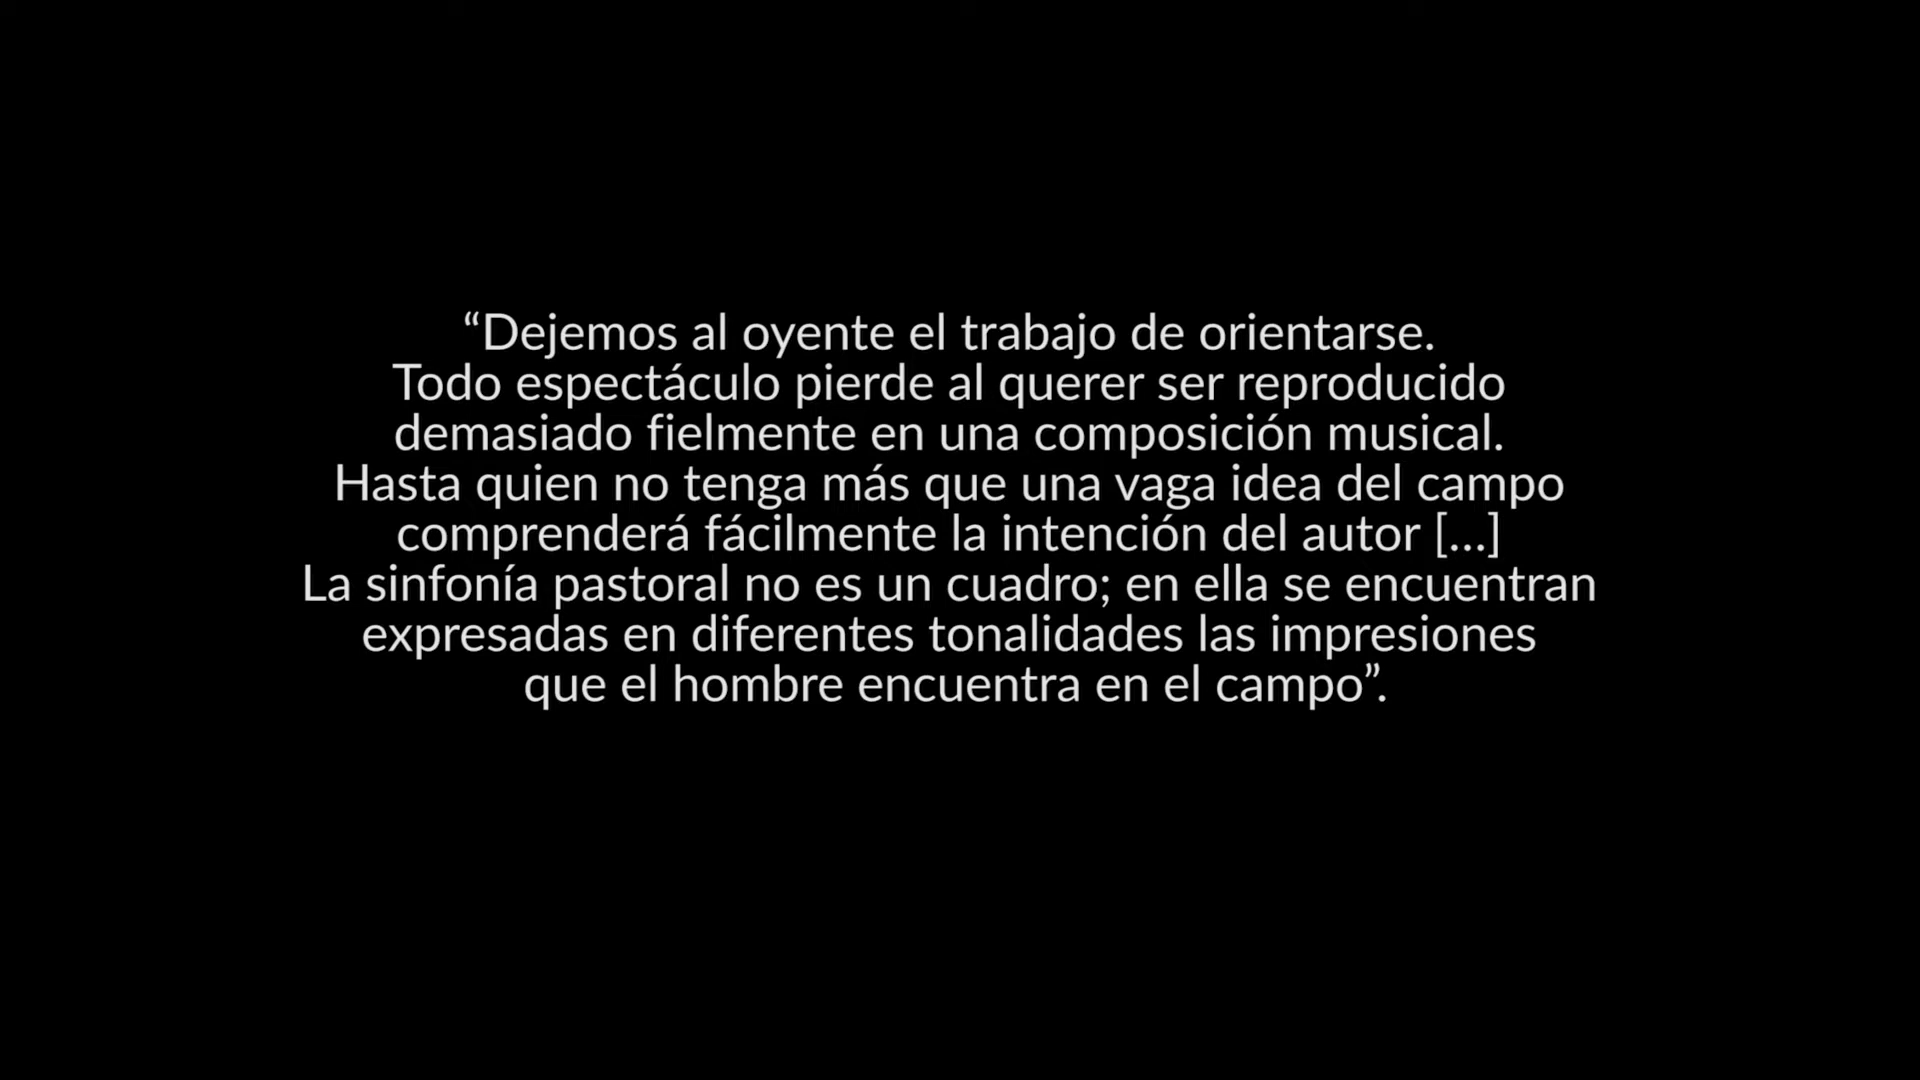 “Dejemos al oyente el trabajo de orientarse.
Todo espectáculo pierde al querer ser reproducido
demasiado fielmente en una composición musical.
Hasta quien no tenga más que una vaga idea del campo
comprenderá fácilmente la intención del autor [...]
La sinfonía pastoral no es un cuadro; en ella se encuentran
expresadas en diferentes tonalidades las impresiones
que el hombre encuentra en el campo”.